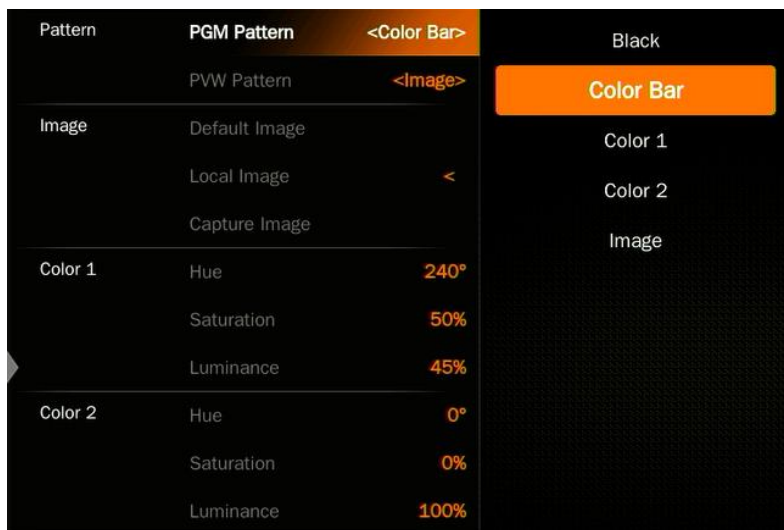 Pattern PGM Pattern <Color Bar>
PVW Pattern <Image>
Image Default Image
Local Image <
Capture Image
Color 1 Hue 240°
Saturation 50%
Luminance 45%
Color 2 Hue 0°
Saturation 0%
Luminance 100%
Black
Color Bar
Color 1
Color 2
Image